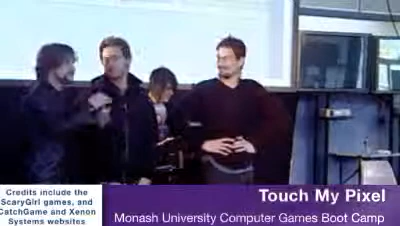 Touch My Pixel
Credits include the
ScaryGirl games, and
CatchGame and Xenon
Systems websites
Monash University Computer Games Boot Camp